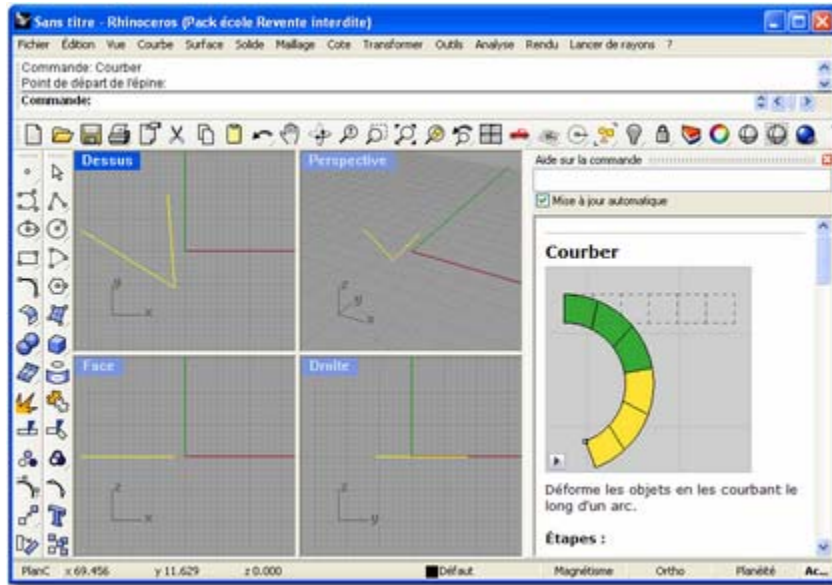 Sans titre - Rhinoceros (Pack école Revente interdite)
Fichier Édition Vue Courbe Surface Solide Maillage Cote Transformer Outils Analyse Rendu Lancer de rayons ?
Commande: Courber
Point de départ de l'épine:
Commande:
Dessus
Perspective
Aide sur la commande
Mise à jour automatique
Courber
y
x
z
y
x
Face
Droite
z
x
z
y
Déforme les objets en les courbant le
long d'un arc.
Étapes :
PlanC x 69.456 y 11.629 z 0.000 Défaut Magnétisme Ortho Planéité Ac...